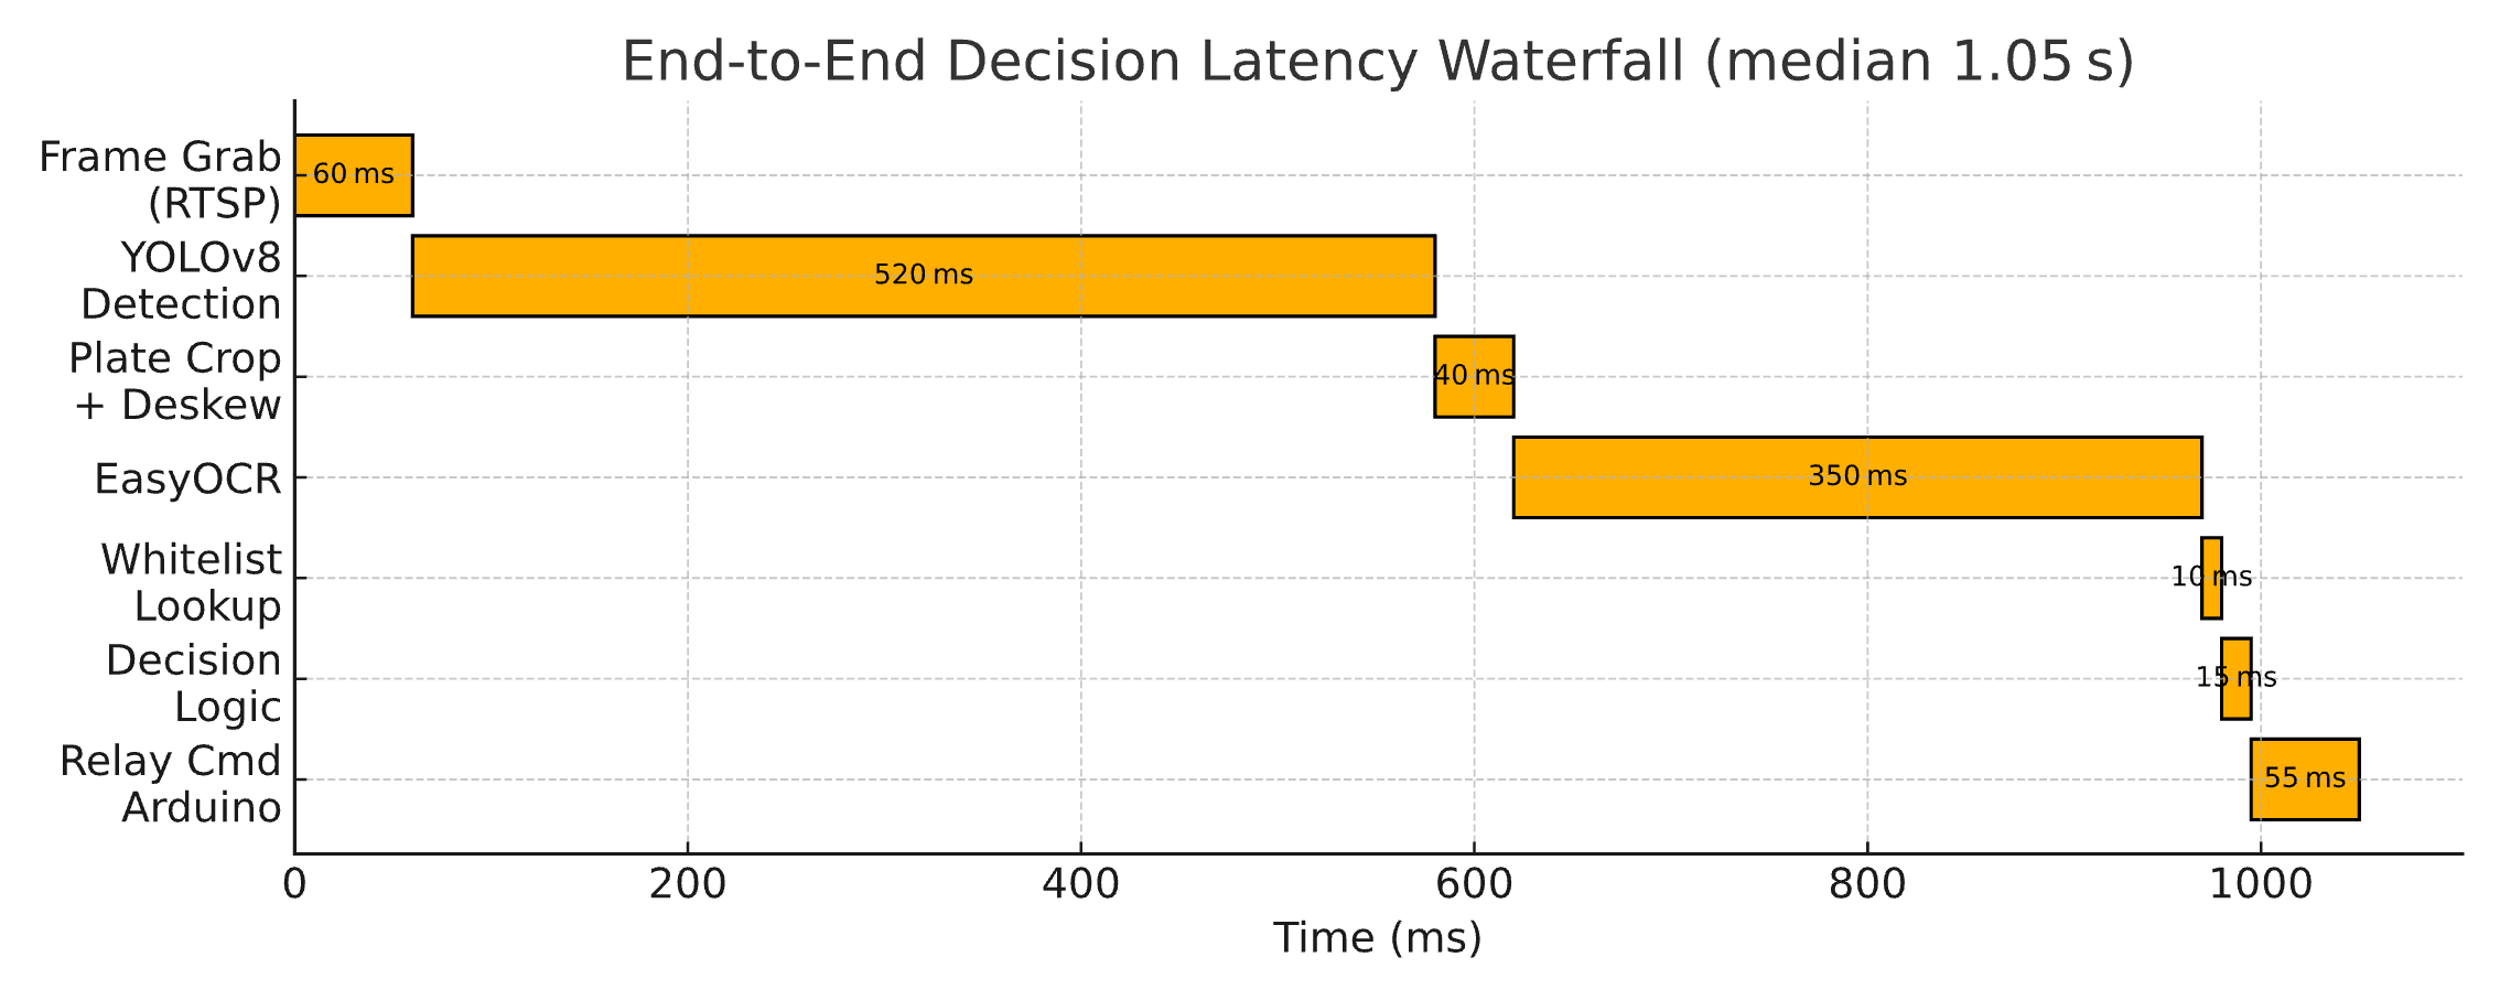 End-to-End Decision Latency Waterfall (median 1.05 s)
Frame Grab
(RTSP)
60 ms
YOLOv8
Detection
520 ms
Plate Crop
+ Deskew
40 ms
EasyOCR
350 ms
Whitelist
Lookup
10 ms
Decision
Logic
15 ms
Relay Cmd
Arduino
55 ms
0 200 400 600 800 1000
Time (ms)